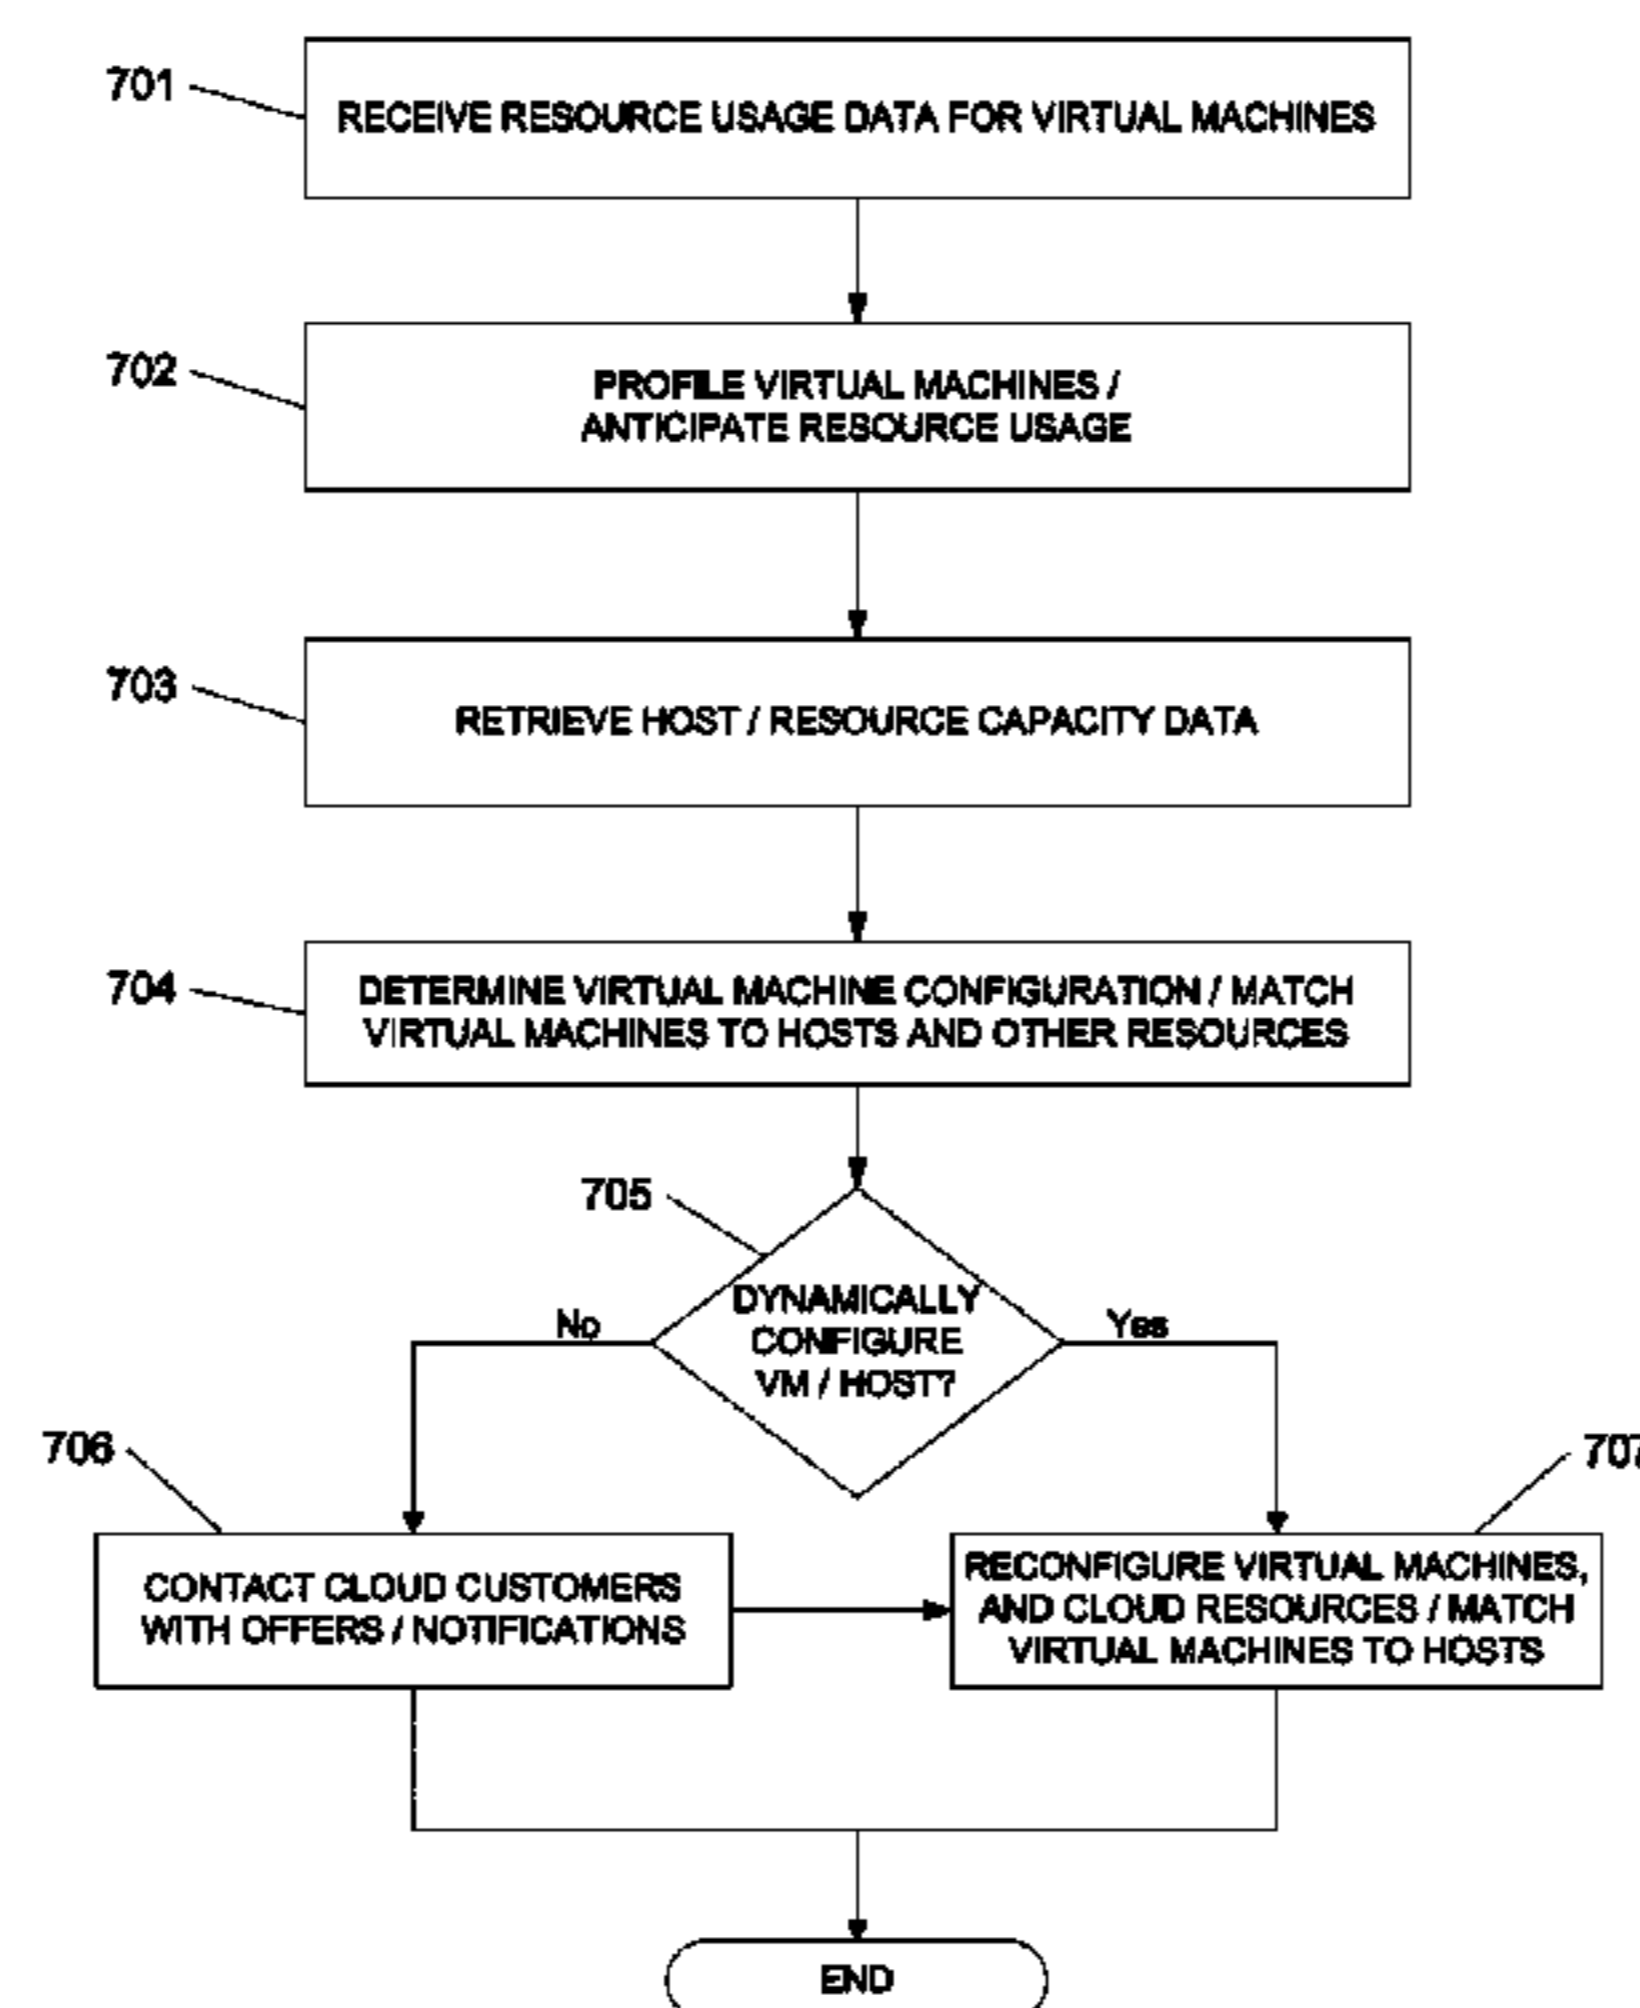 701
RECEIVE RESOURCE USAGE DATA FOR VIRTUAL MACHINES
702
PROFILE VIRTUAL MACHINES /
ANTICIPATE RESOURCE USAGE
703
RETRIEVE HOST / RESOURCE CAPACITY DATA
704
DETERMINE VIRTUAL MACHINE CONFIGURATION / MATCH
VIRTUAL MACHINES TO HOSTS AND OTHER RESOURCES
705
DYNAMICALLY
CONFIGURE
VM / HOST?
No
Yes
706
707
CONTACT CLOUD CUSTOMERS
WITH OFFERS / NOTIFICATIONS
RECONFIGURE VIRTUAL MACHINES,
AND CLOUD RESOURCES / MATCH
VIRTUAL MACHINES TO HOSTS
END